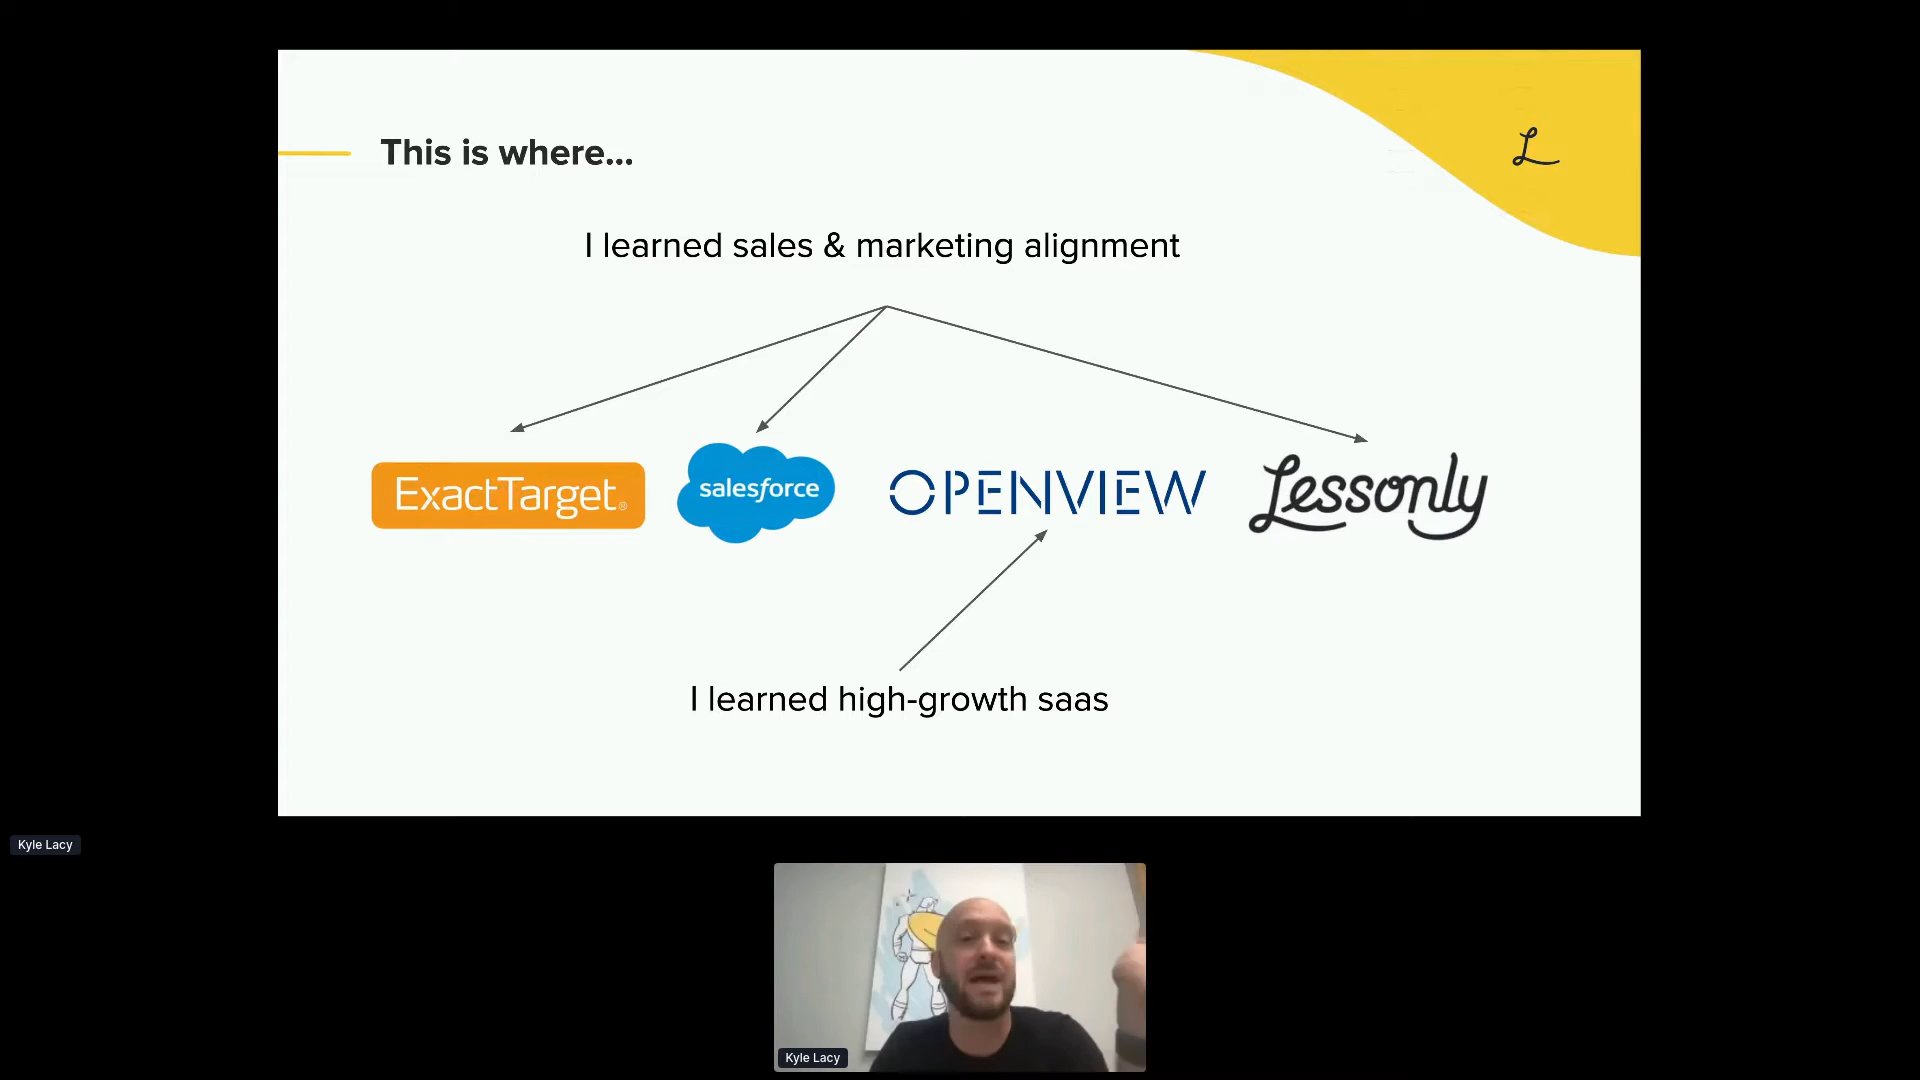 This is where...
L
I learned sales & marketing alignment
ExactTarget®
salesforce
OPENVIEW
Lessonly
I learned high-growth saas
Kyle Lacy
Kyle Lacy